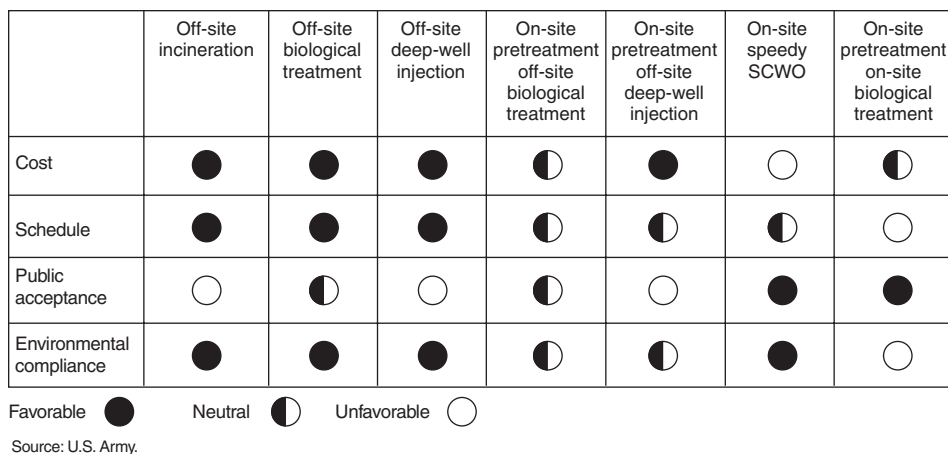 Off-site
incineration
Off-site
biological
treatment
Off-site
deep-well
injection
On-site
pretreatment
off-site
biological
treatment
On-site
pretreatment
off-site
deep-well
injection
On-site
speedy
SCWO
On-site
pretreatment
on-site
biological
treatment
Cost
Schedule
Public
acceptance
Environmental
compliance
Favorable Neutral Unfavorable
Source: U.S. Army.